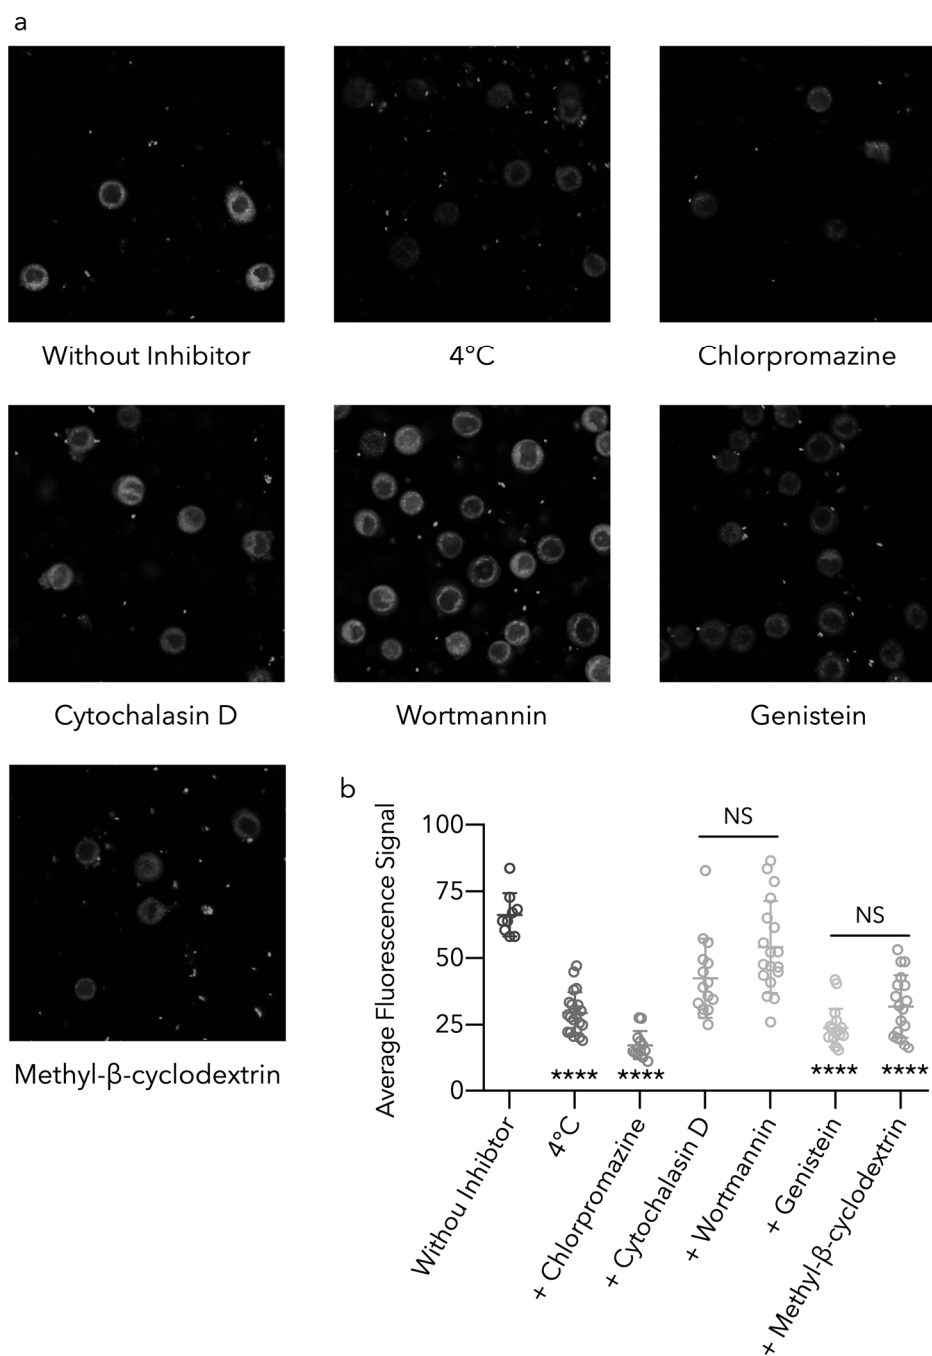 a
Without Inhibitor
4°C
Chlorpromazine
Cytochalasin D
Wortmannin
Genistein
Methyl-β-cyclodextrin
b
Average Fluorescence Signal
100
75
50
25
0
NS
NS
****
****
****
****
Withou Inhibtor
4°C
+ Chlorpromazine
+ Cytochalasin D
+ Wortmannin
+ Genistein
+ Methyl-β-cyclodextrin